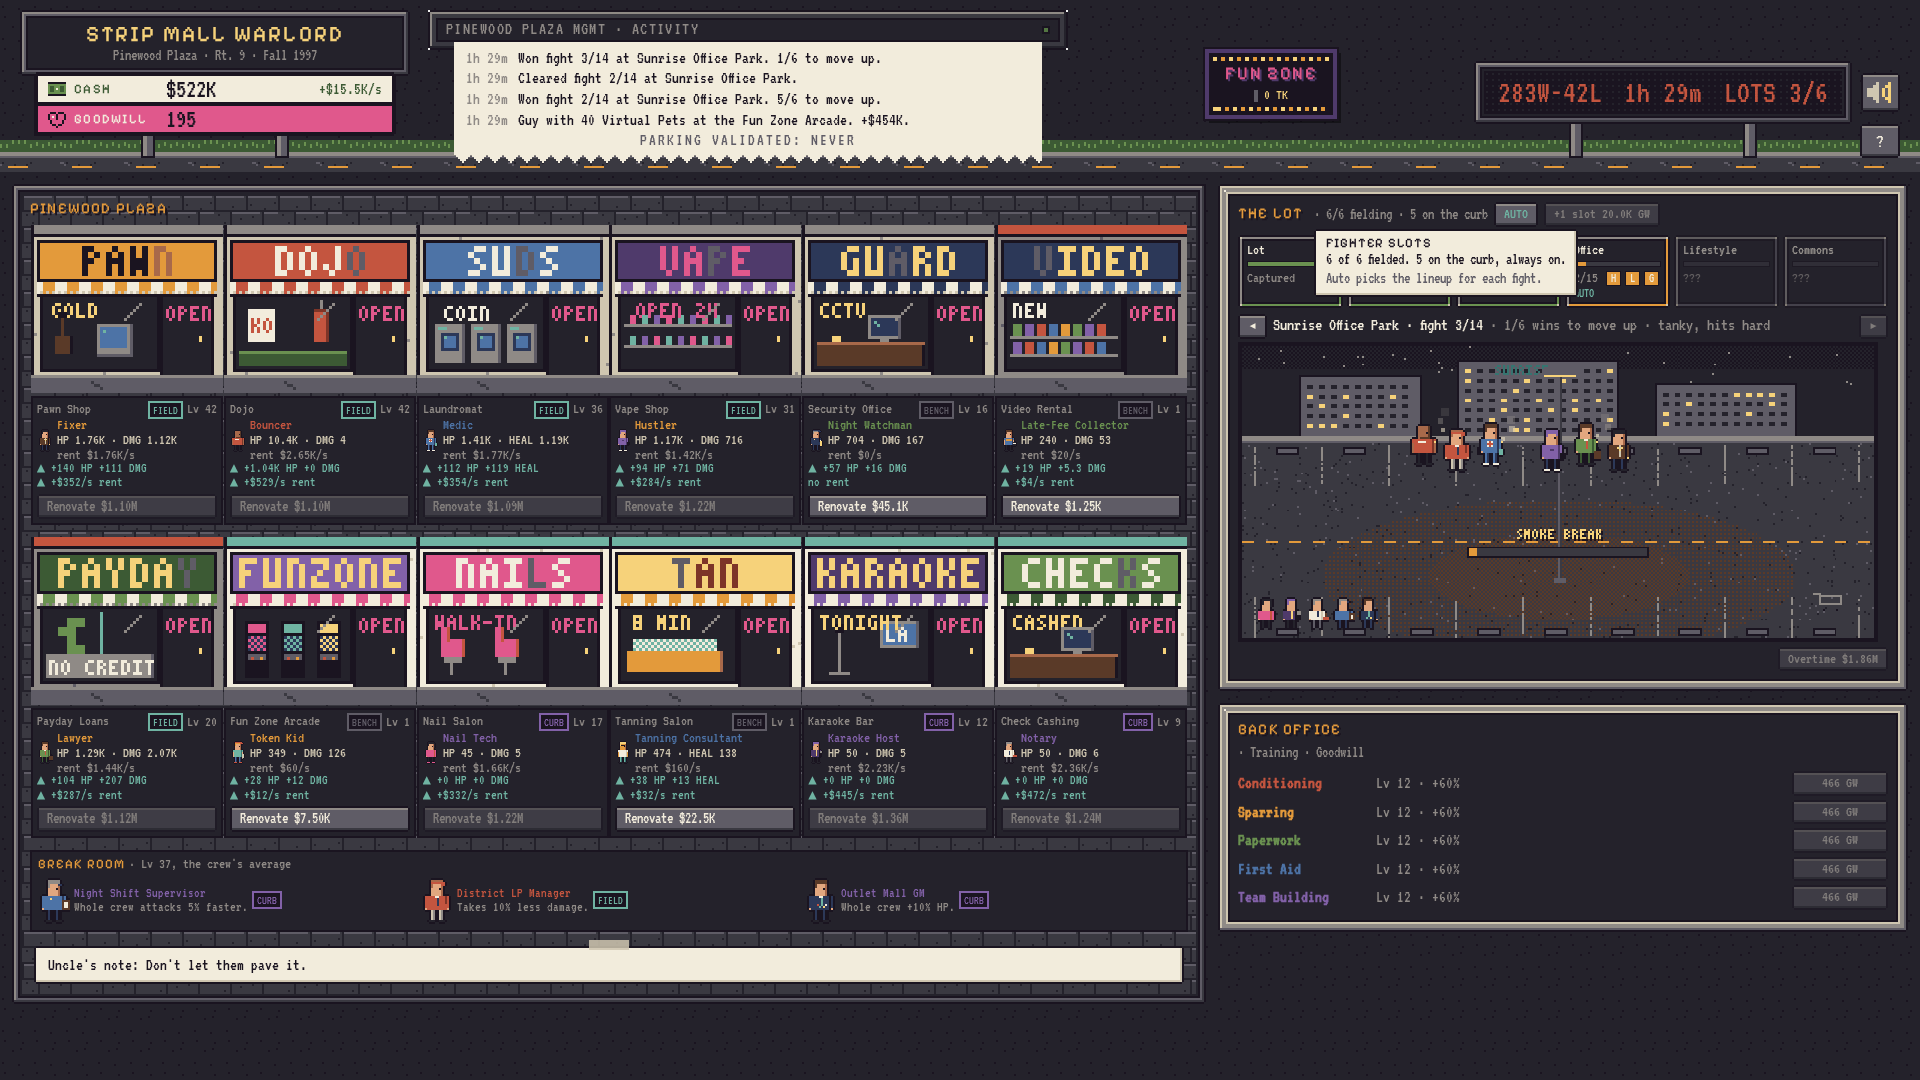 STRIP MALL WARLORD
Pinewood Plaza · Rt. 9 · Fall 1997
CASH $522K +$15.5K/s
GOODWILL 195
PINEWOOD PLAZA MGMT · ACTIVITY
1h 29m Won fight 3/14 at Sunrise Office Park. 1/6 to move up.
1h 29m Cleared fight 2/14 at Sunrise Office Park.
1h 29m Won fight 2/14 at Sunrise Office Park. 5/6 to move up.
1h 29m Guy with 40 Virtual Pets at the Fun Zone Arcade. +$454K.
PARKING VALIDATED: NEVER
FUN ZONE
0 TK
283W-42L 1h 29m LOTS 3/6
?
PINEWOOD PLAZA
PAWN DOJO SUDS VAPE GUARD VIDEO
GOLD OPEN
KO OPEN
COIN OPEN
OPEN 2H OPEN
CCTV OPEN
NEW OPEN
Pawn Shop FIELD Lv 42
Fixer
HP 1.76K · DMG 1.12K
rent $1.76K/s
▲ +140 HP +111 DMG
▲ +$352/s rent
Renovate $1.10M
Dojo FIELD Lv 42
Bouncer
HP 10.4K · DMG 4
rent $2.65K/s
▲ +1.04K HP +0 DMG
▲ +$529/s rent
Renovate $1.10M
Laundromat FIELD Lv 36
Medic
HP 1.41K · HEAL 1.19K
rent $1.77K/s
▲ +112 HP +119 HEAL
▲ +$354/s rent
Renovate $1.09M
Vape Shop FIELD Lv 31
Hustler
HP 1.17K · DMG 716
rent $1.42K/s
▲ +94 HP +71 DMG
▲ +$284/s rent
Renovate $1.22M
Security Office BENCH Lv 16
Night Watchman
HP 704 · DMG 167
rent $0/s
▲ +57 HP +16 DMG
no rent
Renovate $45.1K
Video Rental BENCH Lv 1
Late-Fee Collector
HP 240 · DMG 53
rent $20/s
▲ +19 HP +5.3 DMG
▲ +$4/s rent
Renovate $1.25K
PAYDAY FUNZONE NAILS TAN KARAOKE CHECKS
NO CREDIT OPEN
OPEN
WALK-IN OPEN
8 MIN OPEN
TONIGHT LA OPEN
CASHED OPEN
Payday Loans FIELD Lv 20
Lawyer
HP 1.29K · DMG 2.07K
rent $1.44K/s
▲ +104 HP +207 DMG
▲ +$287/s rent
Renovate $1.12M
Fun Zone Arcade BENCH Lv 1
Token Kid
HP 349 · DMG 126
rent $60/s
▲ +28 HP +12 DMG
▲ +$12/s rent
Renovate $7.50K
Nail Salon CURB Lv 17
Nail Tech
HP 45 · DMG 5
rent $1.66K/s
▲ +0 HP +0 DMG
▲ +$332/s rent
Renovate $1.22M
Tanning Salon BENCH Lv 1
Tanning Consultant
HP 474 · HEAL 138
rent $160/s
▲ +38 HP +13 HEAL
▲ +$32/s rent
Renovate $22.5K
Karaoke Bar CURB Lv 12
Karaoke Host
HP 50 · DMG 5
rent $2.23K/s
▲ +0 HP +0 DMG
▲ +$445/s rent
Renovate $1.36M
Check Cashing CURB Lv 9
Notary
HP 50 · DMG 6
rent $2.36K/s
▲ +0 HP +0 DMG
▲ +$472/s rent
Renovate $1.24M
BREAK ROOM · Lv 37, the crew's average
Night Shift Supervisor
Whole crew attacks 5% faster. CURB
District LP Manager
Takes 10% less damage. FIELD
Outlet Mall GM
Whole crew +10% HP. CURB
Uncle's note: Don't let them pave it.
THE LOT · 6/6 fielding · 5 on the curb AUTO +1 slot 20.0K GW
Lot
Captured
FIGHTER SLOTS
6 of 6 fielded. 5 on the curb, always on.
Auto picks the lineup for each fight.
Office
/15 H L G
AUTO
Lifestyle
???
Commons
???
◄ Sunrise Office Park · fight 3/14 · 1/6 wins to move up · tanky, hits hard ►
SMOKE BREAK
Overtime $1.86M
BACK OFFICE
· Training · Goodwill
Conditioning Lv 12 · +60% 466 GW
Sparring Lv 12 · +60% 466 GW
Paperwork Lv 12 · +60% 466 GW
First Aid Lv 12 · +60% 466 GW
Team Building Lv 12 · +60% 466 GW